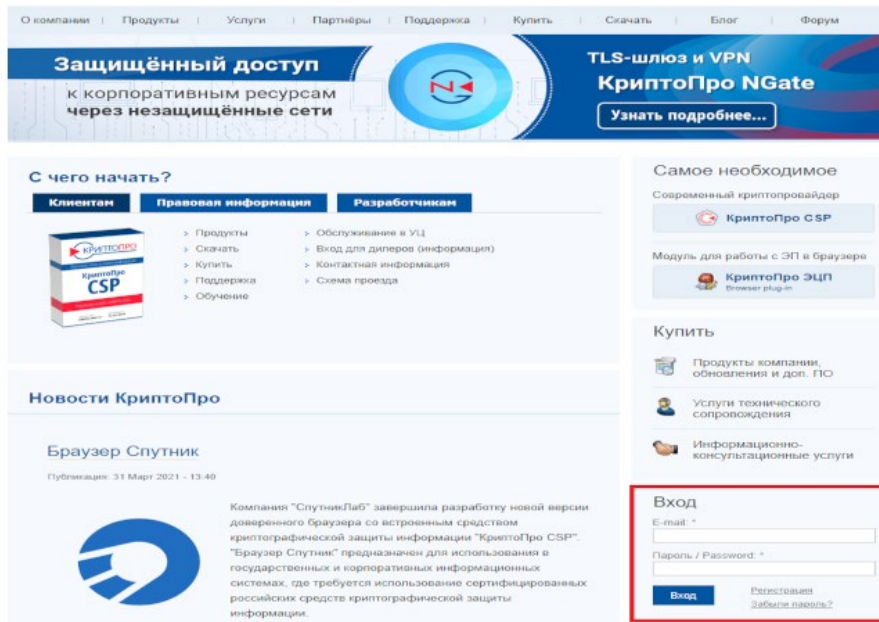 О компании | Продукты | Услуги | Партнёры | Поддержка | Купить | Скачать | Блог | Форум
Защищённый доступ
к корпоративным ресурсам
через незащищённые сети
TLS-шлюз и VPN
КриптоПро NGate
Узнать подробнее...
С чего начать?
Клиентам
Правовая информация
Разработчикам
КРИПТОПРО
КриптоПро
CSP
Продукты
Скачать
Купить
Поддержка
Обучение
Обслуживание в УЦ
Вход для дилеров (информация)
Контактная информация
Схема проезда
Новости КриптоПро
Браузер Спутник
Публикация: 31 Март 2021 - 13:40
Компания "СпутникЛаб" завершила разработку новой версии
доверенного браузера со встроенным средством
криптографической защиты информации "КриптоПро CSP".
"Браузер Спутник" предназначен для использования в
государственных и корпоративных информационных
системах, где требуется использование сертифицированных
российских средств криптографической защиты
информации.
Самое необходимое
Современный криптопровайдер
КриптоПро CSP
Модуль для работы с ЭП в браузере
КриптоПро ЭЦП
Browser plug-in
Купить
Продукты компании,
обновления и доп. ПО
Услуги технического
сопровождения
Информационно-
консультационные услуги
Вход
E-mail: *
Пароль / Password: *
Вход
Регистрация
Забыли пароль?